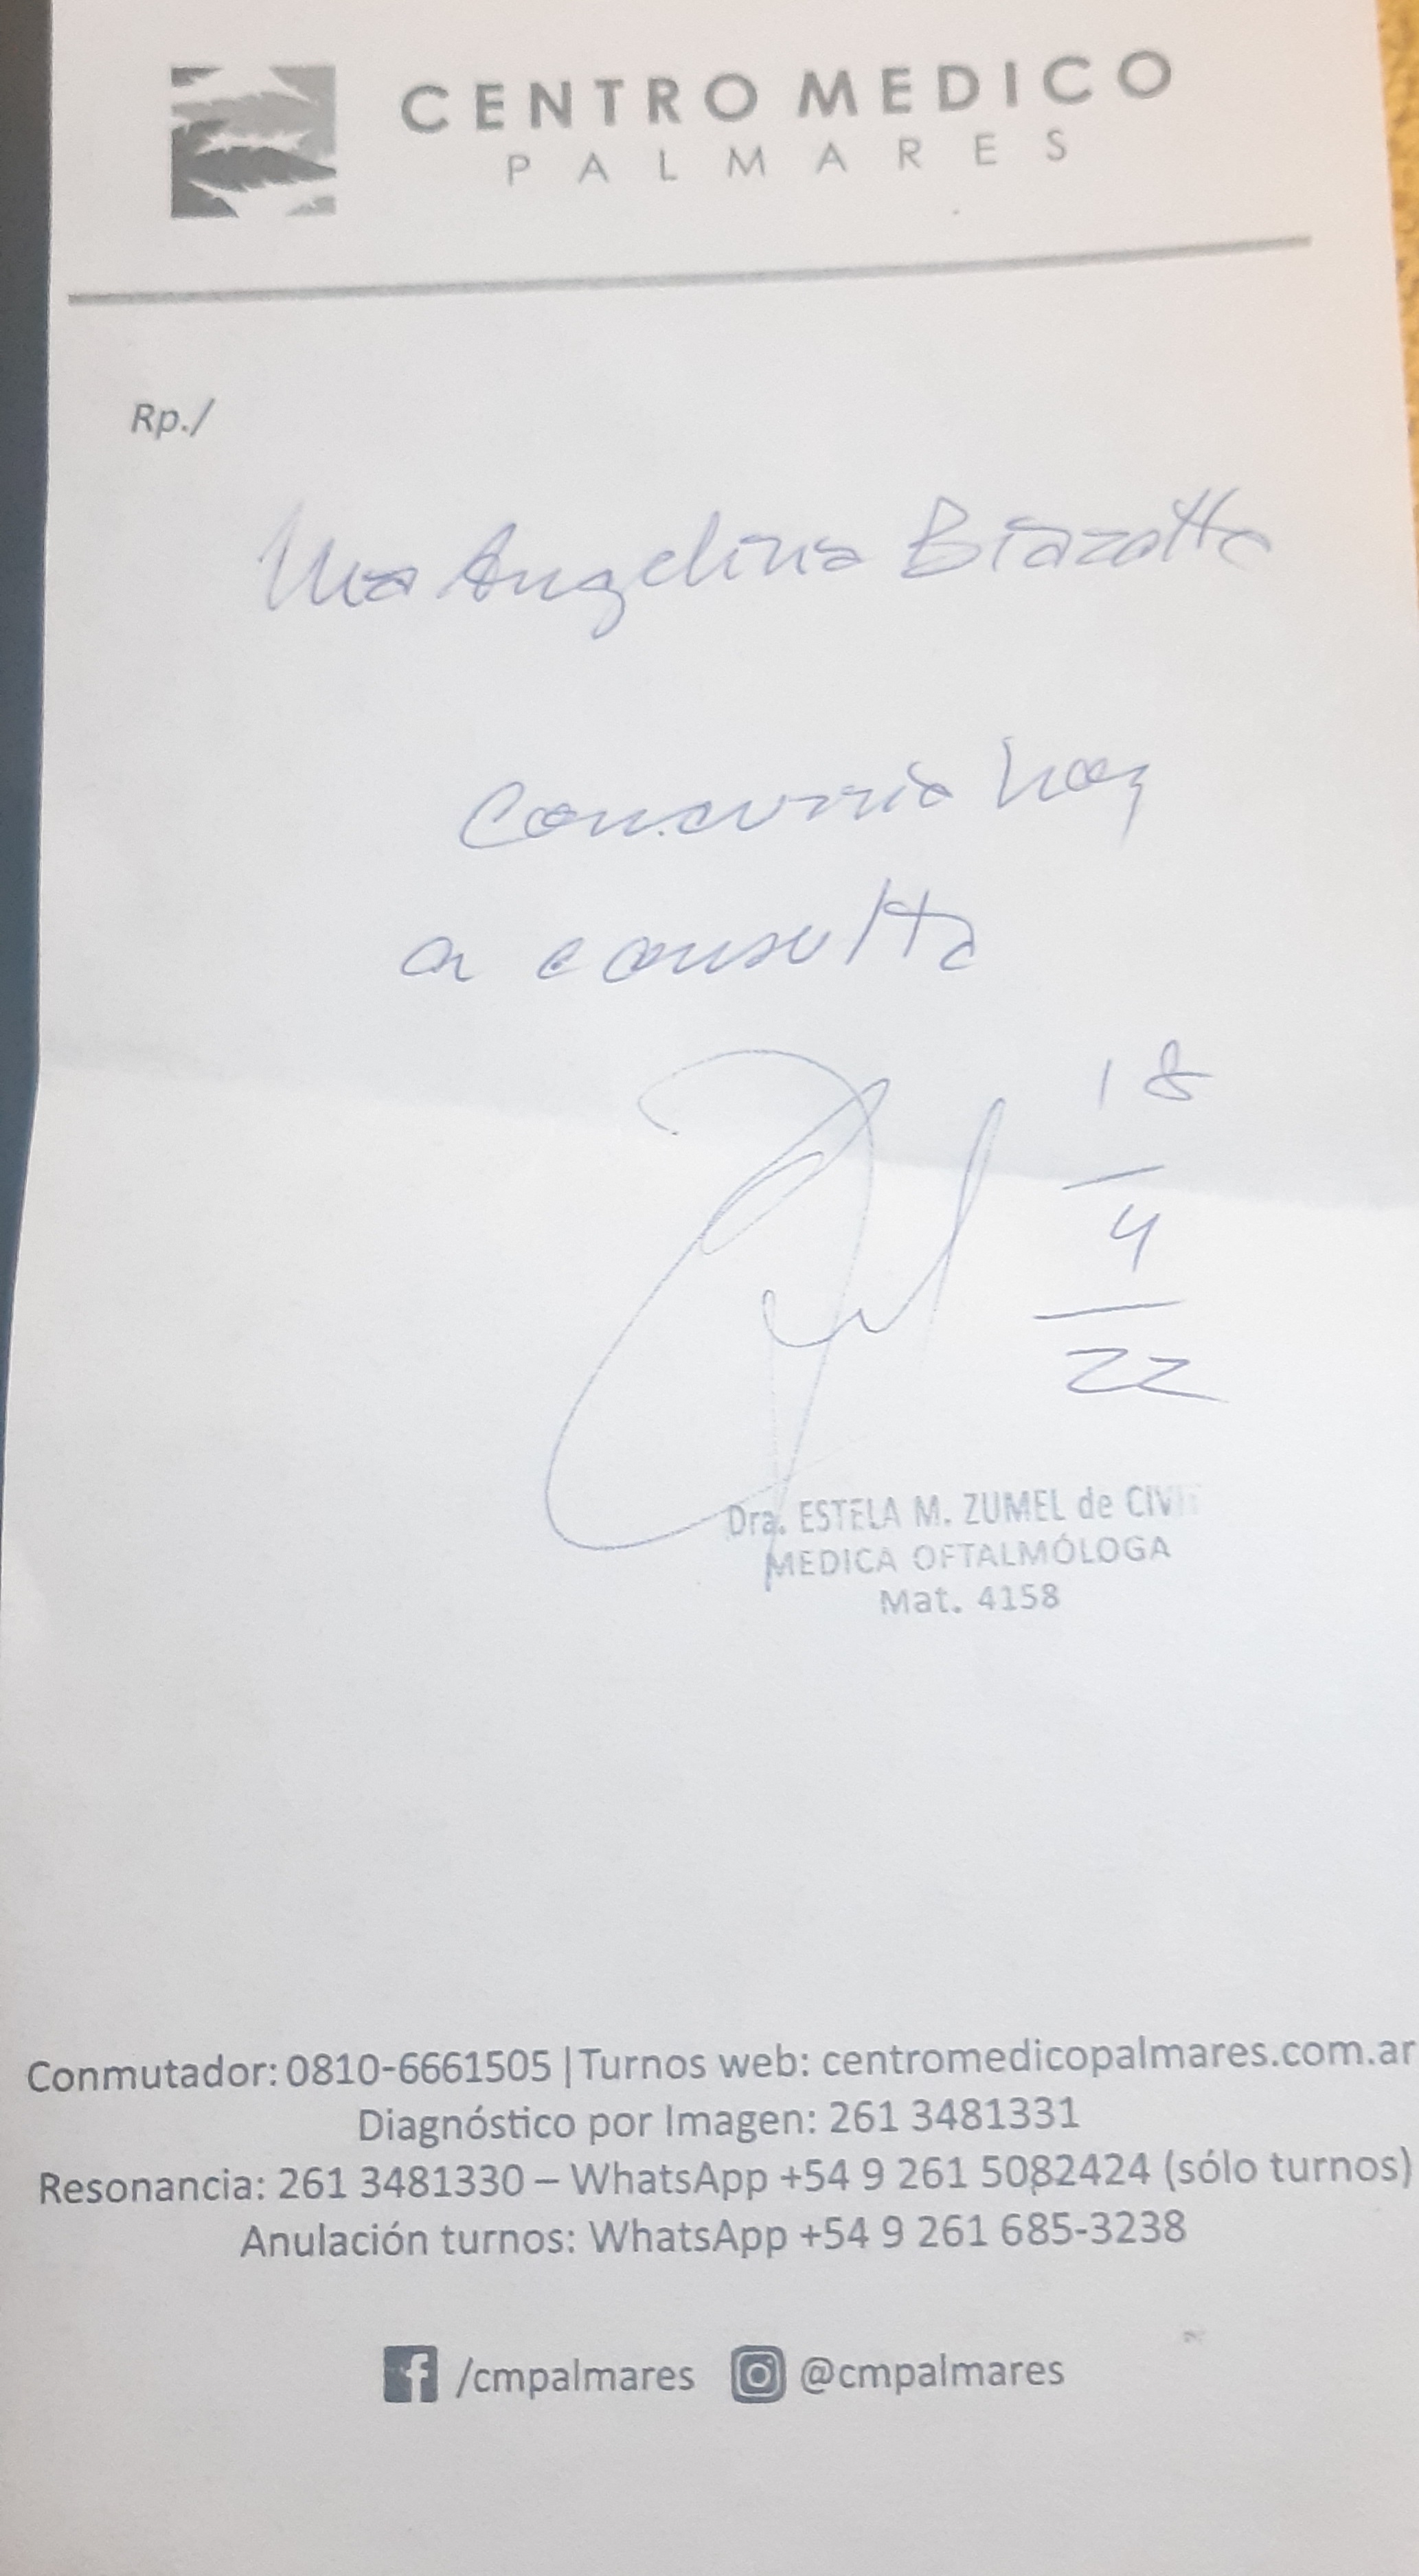 CENTRO MEDICO
PALMARES
Rp./
Ma Angelina Biazotto
Concurrió hoy
a consulta
18
4
22
Dra. ESTELA M. ZUMEL de
MEDICA OFTALMÓLOGA
Mat. 4158
Conmutador: 0810-6661505 | Turnos web: centromedicopalmares.com.ar
Diagnóstico por Imagen: 261 3481331
Resonancia: 261 3481330 – WhatsApp +54 9 261 5082424 (sólo turnos)
Anulación turnos: WhatsApp +54 9 261 685-3238
/cmpalmares @cmpalmares